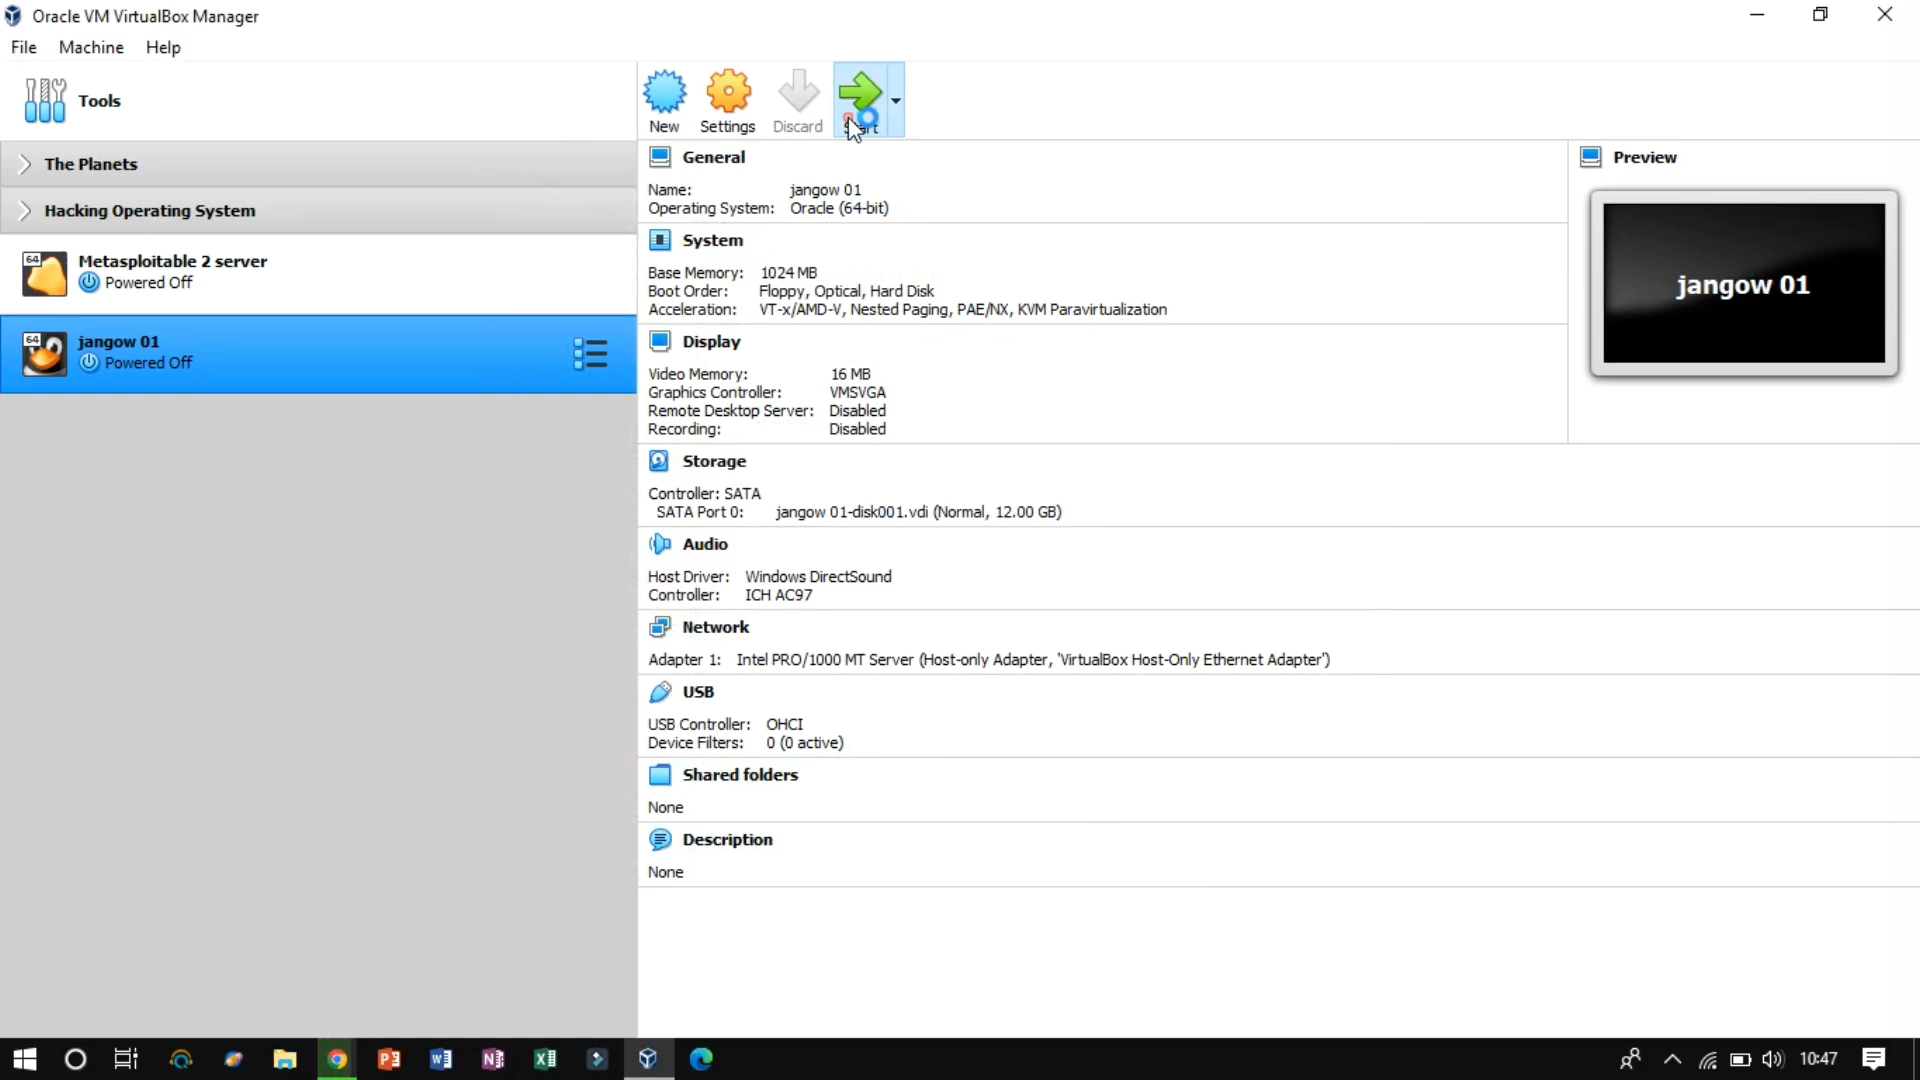 Oracle VM VirtualBox Manager
File Machine Help
Tools
New Settings Discard Start
The Planets
Hacking Operating System
64
Metasploitable 2 server
Powered Off
64
jangow 01
Powered Off
General
Name: jangow 01
Operating System: Oracle (64-bit)
System
Base Memory: 1024 MB
Boot Order: Floppy, Optical, Hard Disk
Acceleration: VT-x/AMD-V, Nested Paging, PAE/NX, KVM Paravirtualization
Display
Video Memory: 16 MB
Graphics Controller: VMSVGA
Remote Desktop Server: Disabled
Recording: Disabled
Storage
Controller: SATA
SATA Port 0: jangow 01-disk001.vdi (Normal, 12.00 GB)
Audio
Host Driver: Windows DirectSound
Controller: ICH AC97
Network
Adapter 1: Intel PRO/1000 MT Server (Host-only Adapter, 'VirtualBox Host-Only Ethernet Adapter')
USB
USB Controller: OHCI
Device Filters: 0 (0 active)
Shared folders
None
Description
None
Preview
jangow 01
10:47